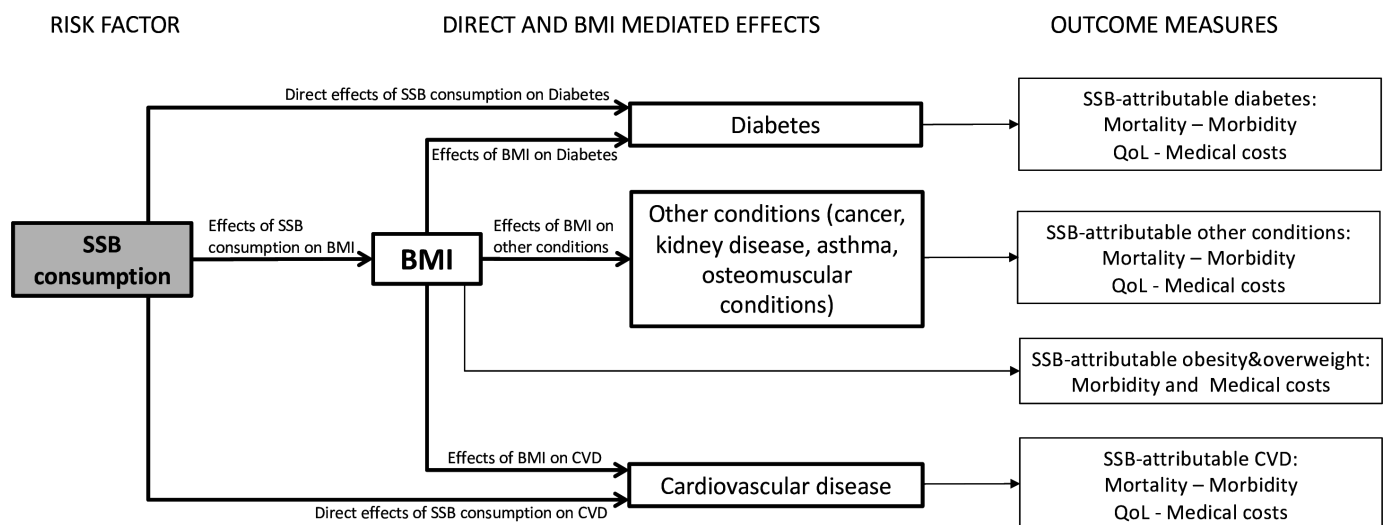 RISK FACTOR
DIRECT AND BMI MEDIATED EFFECTS
OUTCOME MEASURES
Direct effects of SSB consumption on Diabetes
Diabetes
Effects of BMI on Diabetes
SSB-attributable diabetes:
Mortality – Morbidity
QoL - Medical costs
SSB
consumption
Effects of SSB
consumption on BMI
BMI
Effects of BMI on
other conditions
Other conditions (cancer,
kidney disease, asthma,
osteomuscular
conditions)
SSB-attributable other conditions:
Mortality – Morbidity
QoL - Medical costs
SSB-attributable obesity&overweight:
Morbidity and  Medical costs
Effects of BMI on CVD
Cardiovascular disease
Direct effects of SSB consumption on CVD
SSB-attributable CVD:
Mortality – Morbidity
QoL - Medical costs